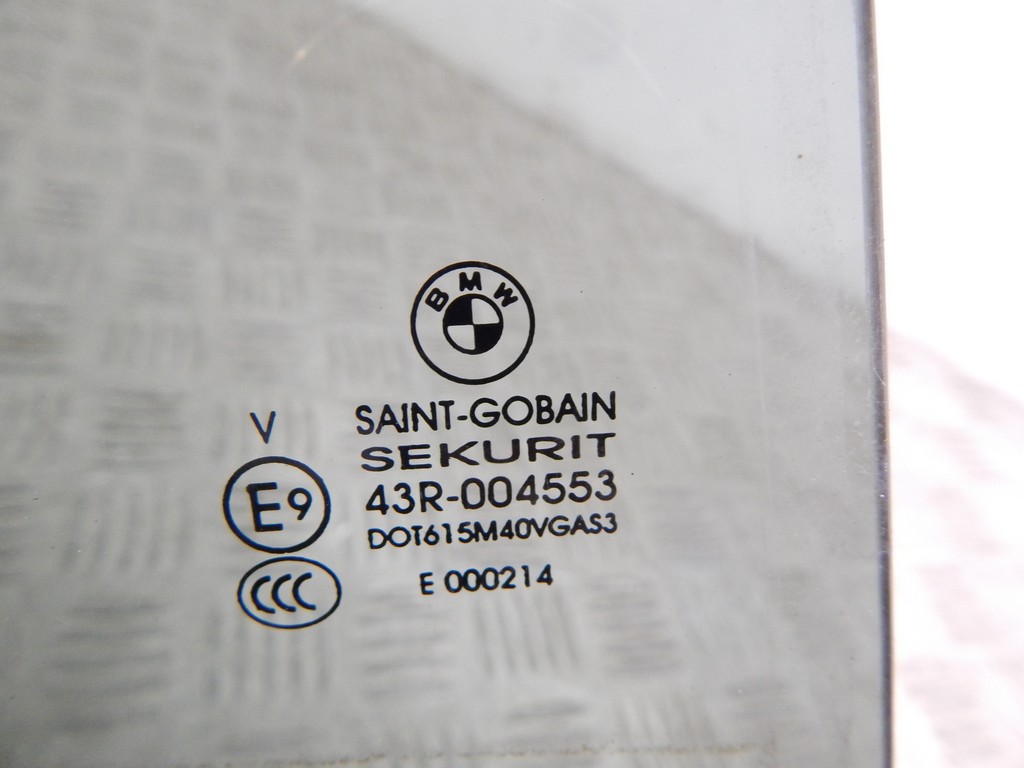 BMW
V
SAINT-GOBAIN
SEKURIT
E9
43R-004553
DOT615M40VGAS3
CCC
E 000214